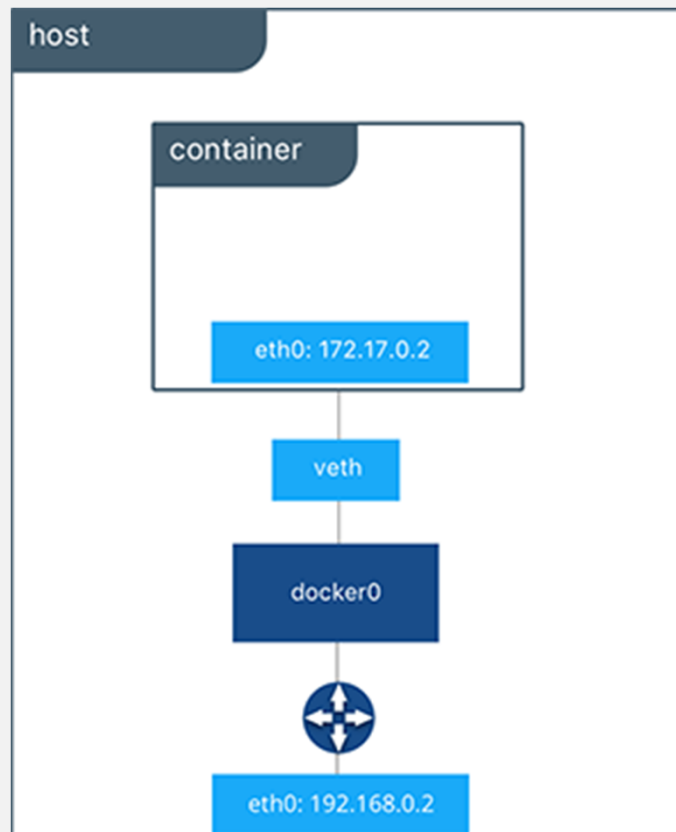 host
container
eth0: 172.17.0.2
veth
docker0
eth0: 192.168.0.2